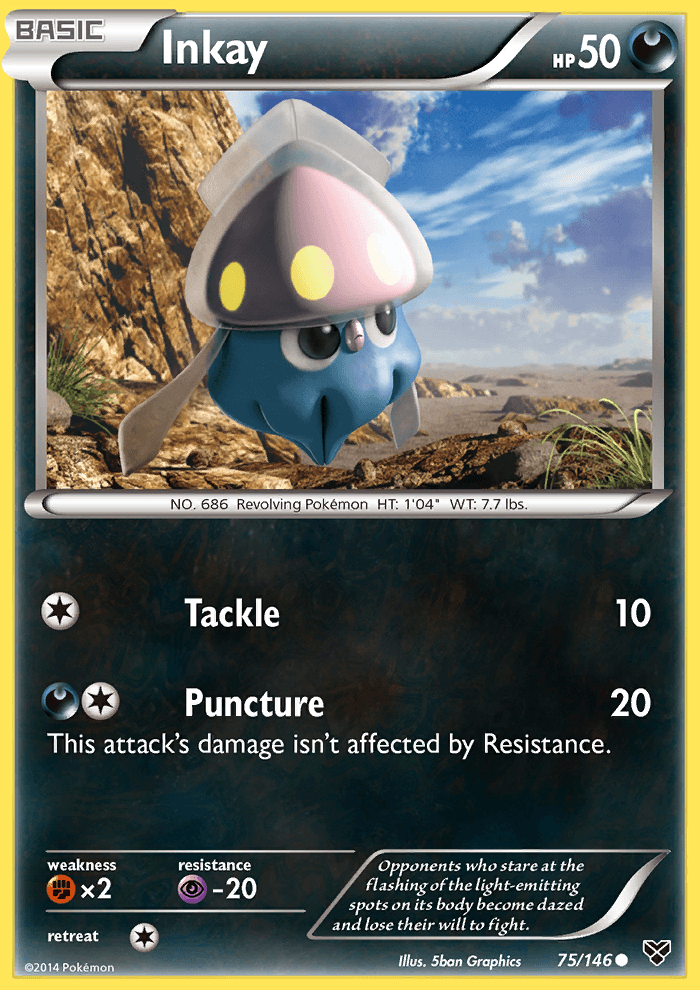 BASIC
Inkay
HP 50
NO. 686 Revolving Pokémon HT: 1'04" WT: 7.7 lbs.
Tackle 10
Puncture 20
This attack's damage isn't affected by Resistance.
weakness
×2
resistance
-20
retreat
Opponents who stare at the
flashing of the light-emitting
spots on its body become dazed
and lose their will to fight.
Illus. 5ban Graphics
75/146
©2014 Pokémon